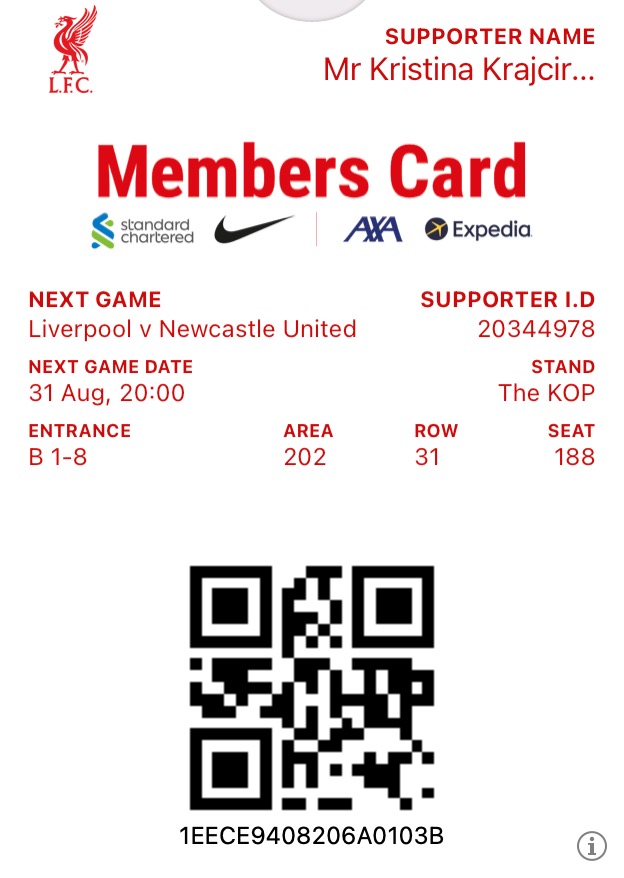 L.F.C.
SUPPORTER NAME
Mr Kristina Krajcir...
Members Card
standard chartered
AXA
Expedia
NEXT GAME
SUPPORTER I.D
Liverpool v Newcastle United
20344978
NEXT GAME DATE
STAND
31 Aug, 20:00
The KOP
ENTRANCE
AREA
ROW
SEAT
B 1-8
202
31
188
1EECE9408206A0103B